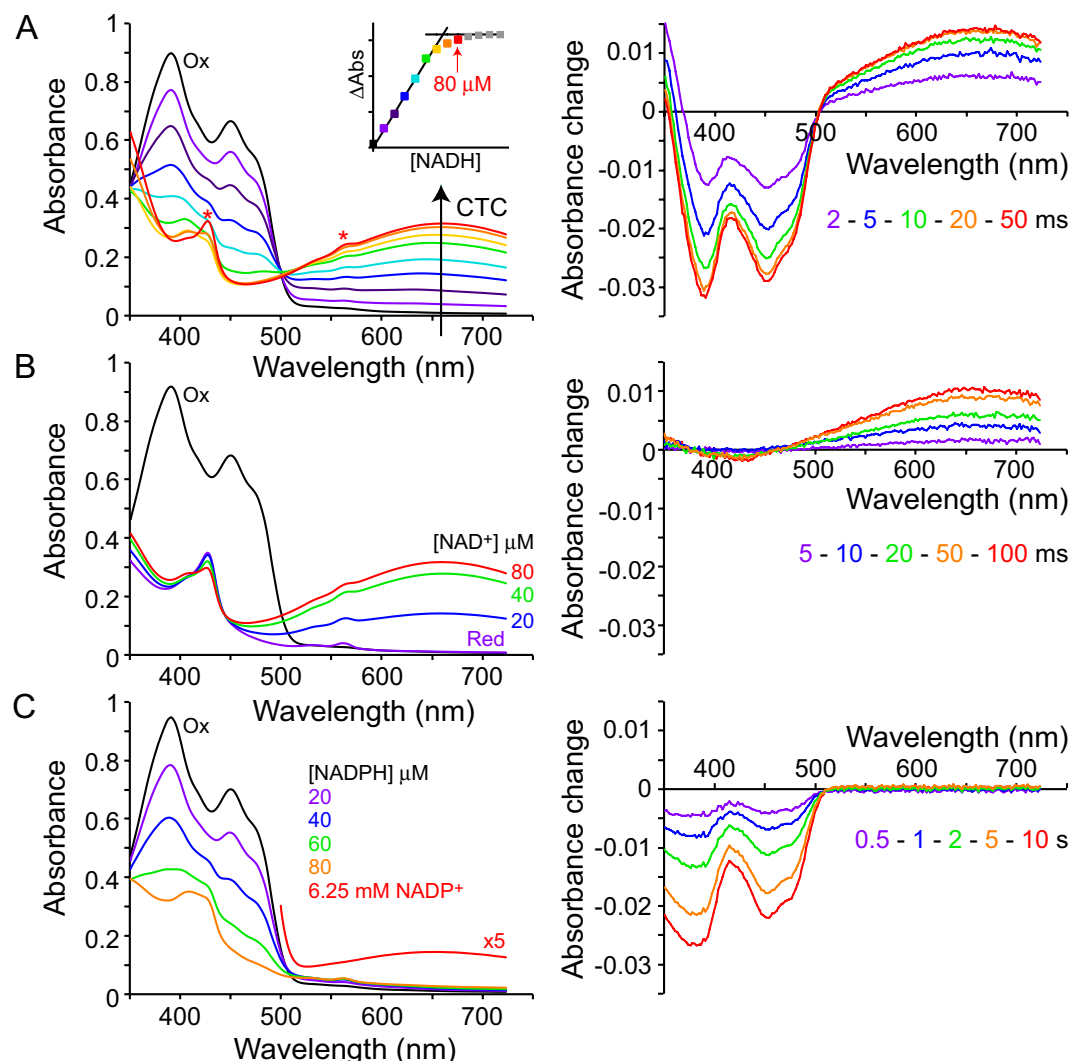 A
Absorbance
1
0.8
0.6
0.4
0.2
0
Ox
ΔAbs
80 μM
[NADH]
CTC
*
*
400
500
600
700
Wavelength (nm)
Absorbance change
0.01
0
-0.01
-0.02
-0.03
400
500
600
700
Wavelength (nm)
2 - 5 - 10 - 20 - 50 ms
B
Absorbance
1
0.8
0.6
0.4
0.2
0
Ox
[NAD+] μM
80
40
20
Red
400
500
600
700
Wavelength (nm)
Absorbance change
0.01
0
-0.01
-0.02
-0.03
400
500
600
700
Wavelength (nm)
5 - 10 - 20 - 50 - 100 ms
C
Absorbance
1
0.8
0.6
0.4
0.2
0
Ox
[NADPH] μM
20
40
60
80
6.25 mM NADP+
x5
400
500
600
700
Wavelength (nm)
Absorbance change
0.01
0
-0.01
-0.02
-0.03
Wavelength (nm)
400
500
600
700
0.5 - 1 - 2 - 5 - 10 s